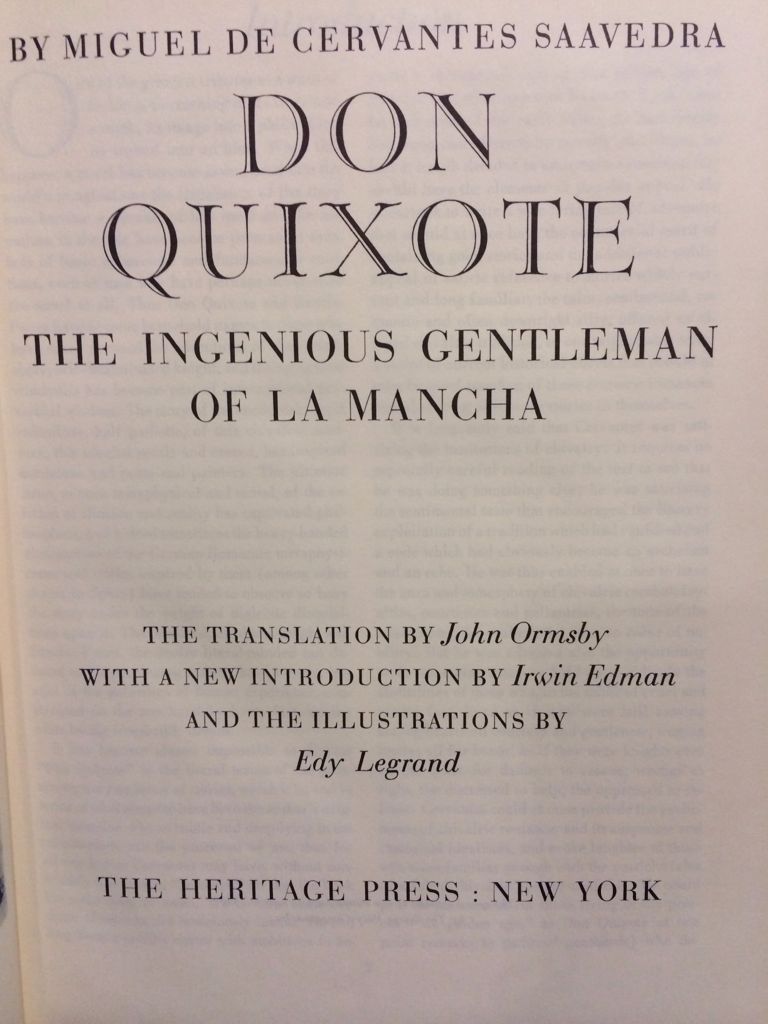 BY MIGUEL DE CERVANTES SAAVEDRA
DON
QUIXOTE
THE INGENIOUS GENTLEMAN
OF LA MANCHA
THE TRANSLATION BY John Ormsby
WITH A NEW INTRODUCTION BY Irwin Edman
AND THE ILLUSTRATIONS BY
Edy Legrand
THE HERITAGE PRESS : NEW YORK